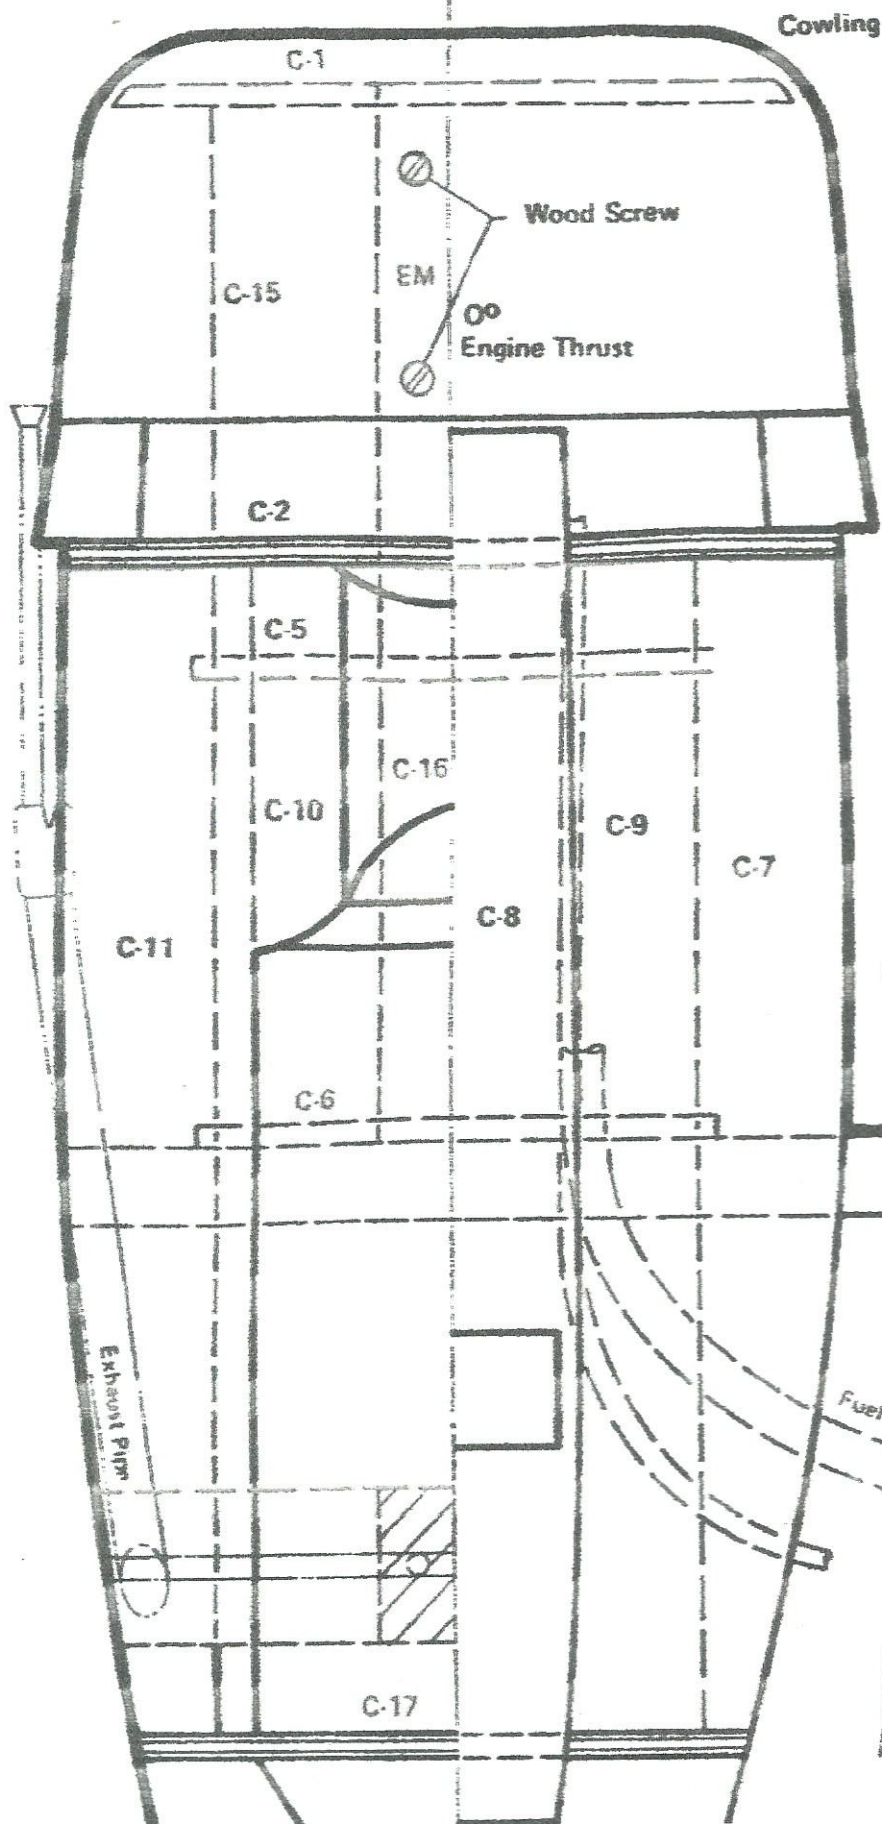 Cowling
C-1
Wood Screw
EM
C-15
0º
Engine Thrust
C-2
C-5
C-16
C-10
C-9
C-7
C-8
C-11
C-6
Exhaust Pipe
Fuel
C-17